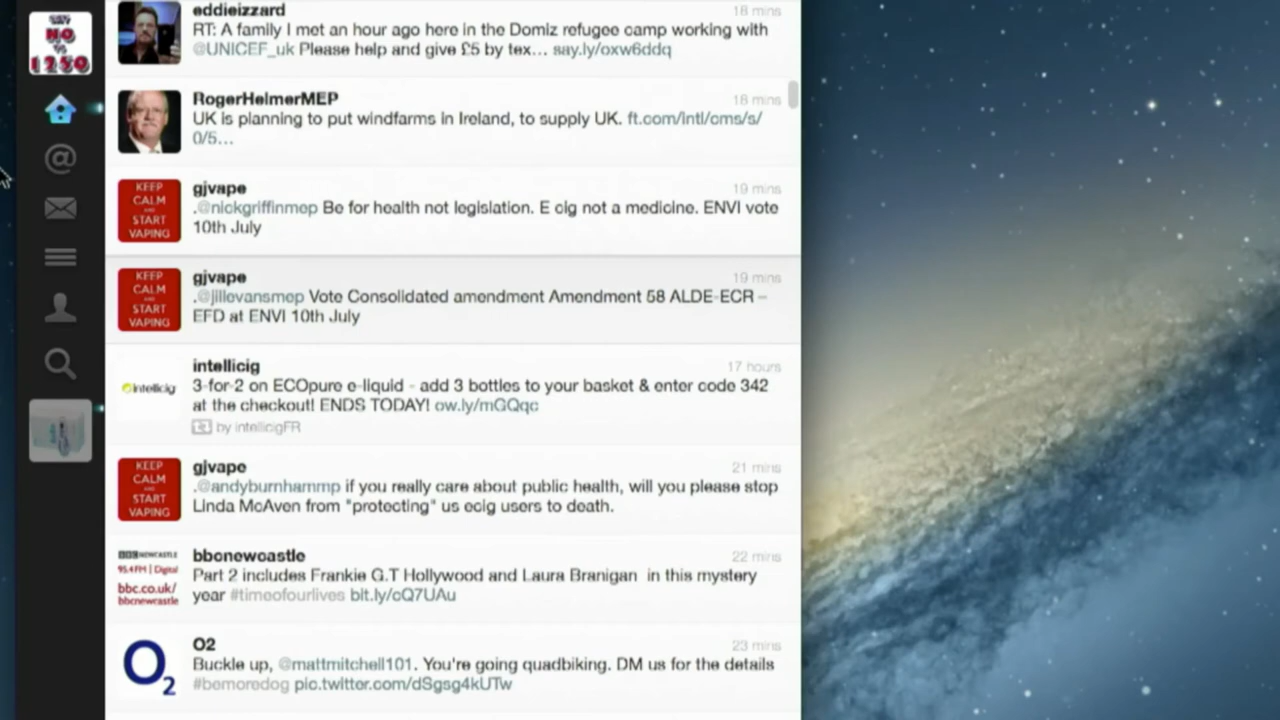 SAY
NO
TO
1250
eddieizzard
18 mins
RT: A family I met an hour ago here in the Domiz refugee camp working with
@UNICEF_uk Please help and give £5 by tex... say.ly/oxw6ddq
RogerHelmerMEP
18 mins
UK is planning to put windfarms in Ireland, to supply UK. ft.com/intl/cms/s/
0/5...
KEEP
CALM
AND
START
VAPING
gjvape
19 mins
.@nickgriffinmep Be for health not legislation. E cig not a medicine. ENVI vote
10th July
KEEP
CALM
AND
START
VAPING
gjvape
19 mins
.@jillevansmep Vote Consolidated amendment Amendment 58 ALDE-ECR –
EFD at ENVI 10th July
intellicig
intellicig
17 hours
3-for-2 on ECOpure e-liquid - add 3 bottles to your basket & enter code 342
at the checkout! ENDS TODAY! ow.ly/mGQqc
by intellicigFR
KEEP
CALM
AND
START
VAPING
gjvape
21 mins
.@andyburnhammp if you really care about public health, will you please stop
Linda McAven from "protecting" us ecig users to death.
BBC NEWCASTLE
95.4FM | Digital
bbc.co.uk/
bbcnewcastle
bbcnewcastle
22 mins
Part 2 includes Frankie G.T Hollywood and Laura Branigan in this mystery
year #timeofourlives bit.ly/cQ7UAu
O2
O2
23 mins
Buckle up, @mattmitchell101. You're going quadbiking. DM us for the details
#bemoredog pic.twitter.com/dSgsg4kUTw